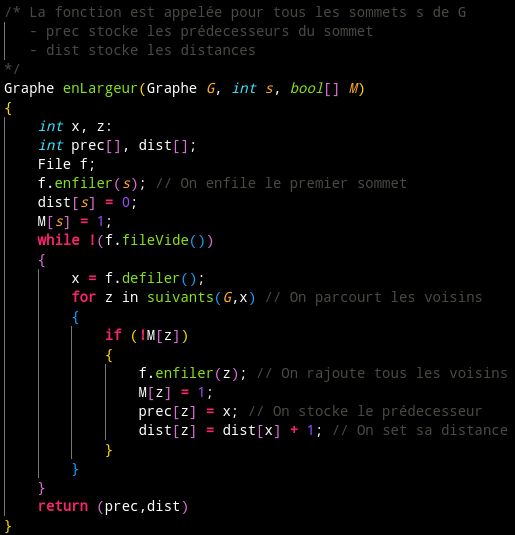 /* La fonction est appelée pour tous les sommets s de G
- prec stocke les prédecesseurs du sommet
- dist stocke les distances
*/
Graphe enLargeur(Graphe G, int s, bool[] M)
{
int x, z:
int prec[], dist[];
File f;
f.enfiler(s); // On enfile le premier sommet
dist[s] = 0;
M[s] = 1;
while !(f.fileVide())
{
x = f.defiler();
for z in suivants(G,x) // On parcourt les voisins
{
if (!M[z])
{
f.enfiler(z); // On rajoute tous les voisins
M[z] = 1;
prec[z] = x; // On stocke le prédecesseur
dist[z] = dist[x] + 1; // On set sa distance
}
}
}
return (prec,dist)
}